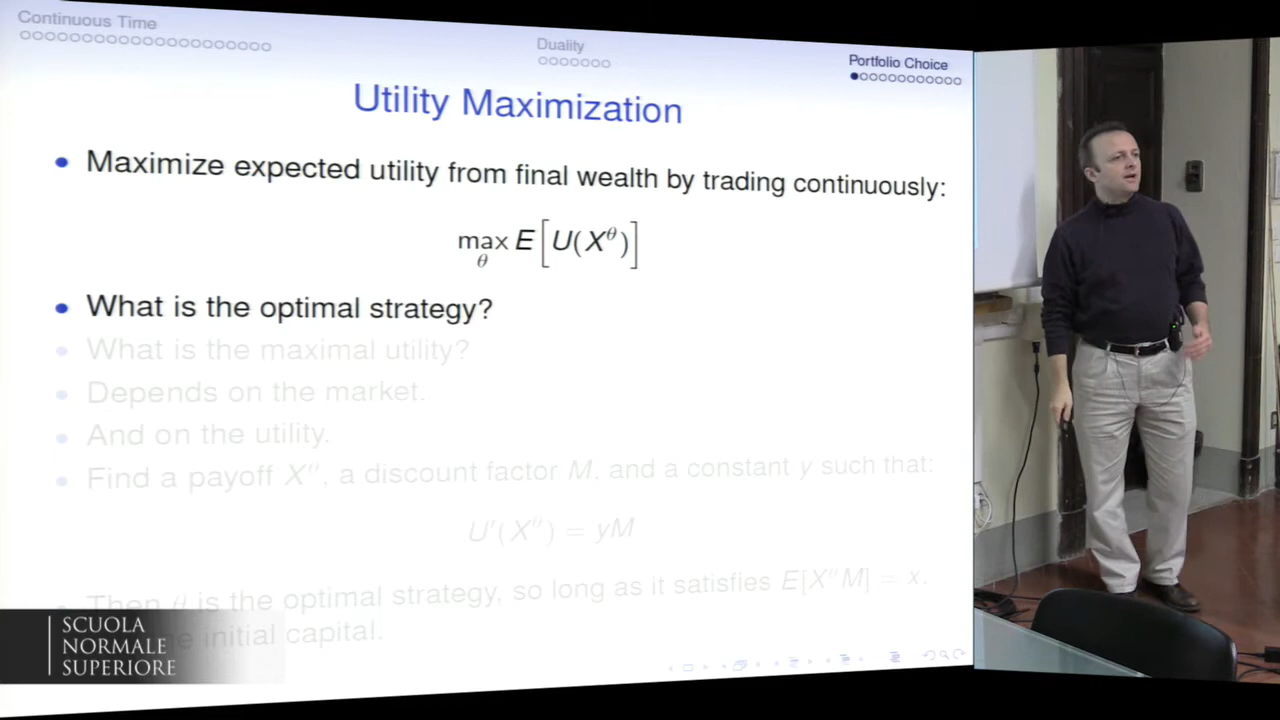 Continuous Time
Duality
Portfolio Choice
Utility Maximization
• Maximize expected utility from final wealth by trading continuously:
max E[U(X^θ)]
θ
• What is the optimal strategy?
• What is the maximal utility?
• Depends on the market.
• And on the utility.
• Find a payoff X^θ, a discount factor M, and a constant y such that:
U′(X^θ) = yM
• Then θ is the optimal strategy, so long as it satisfies E[X^θM] = x,
initial capital.
SCUOLA
NORMALE
SUPERIORE